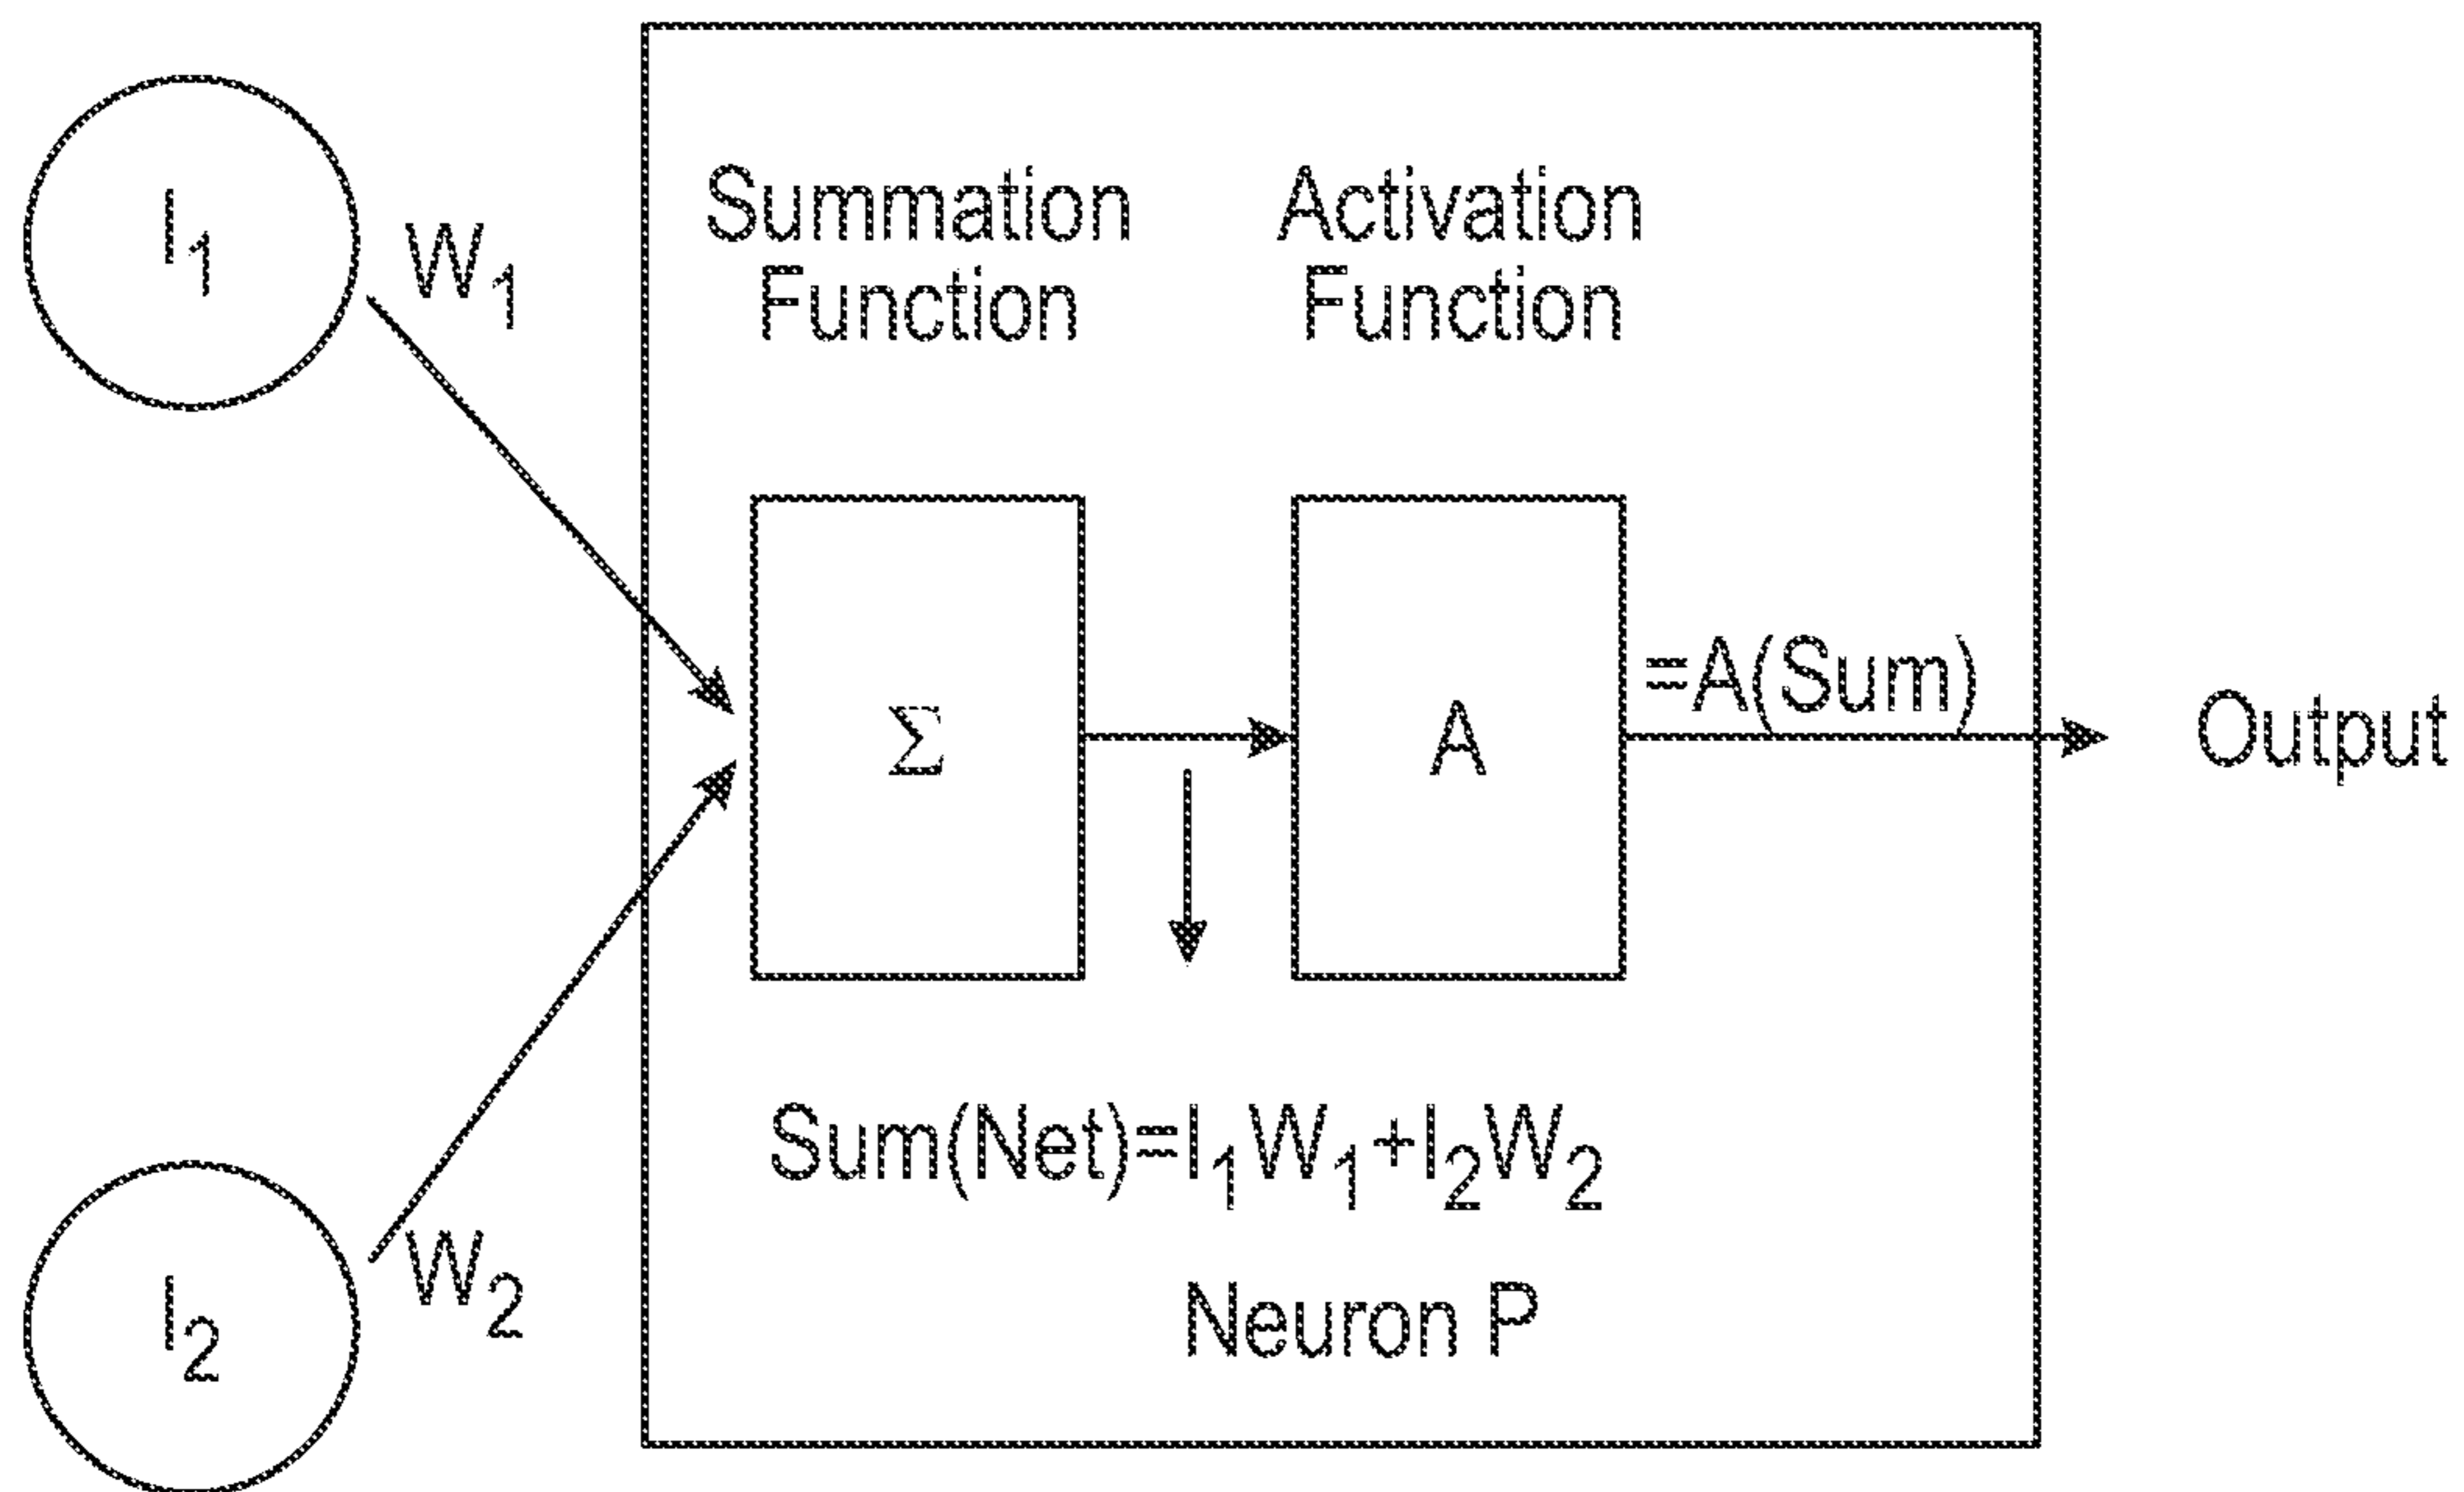 I₁
W₁
Summation
Function
Activation
Function
Σ
A
=A(Sum)
Output
Sum(Net)=I₁W₁+I₂W₂
I₂
W₂
Neuron P